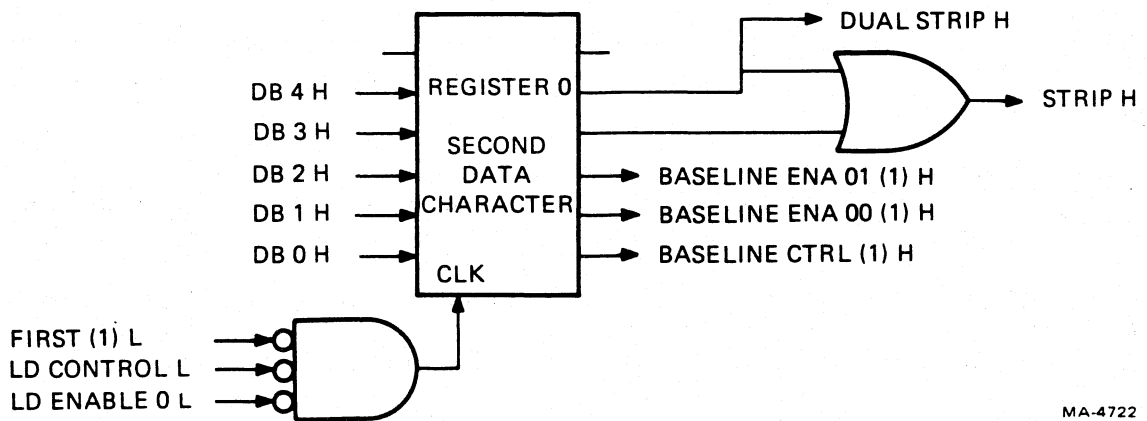 DUAL STRIP H
DB 4 H
REGISTER 0
STRIP H
DB 3 H
SECOND
DB 2 H
DATA
BASELINE ENA 01 (1) H
DB 1 H
CHARACTER
BASELINE ENA 00 (1) H
DB 0 H
BASELINE CTRL (1) H
CLK
FIRST (1) L
LD CONTROL L
LD ENABLE 0 L
MA-4722